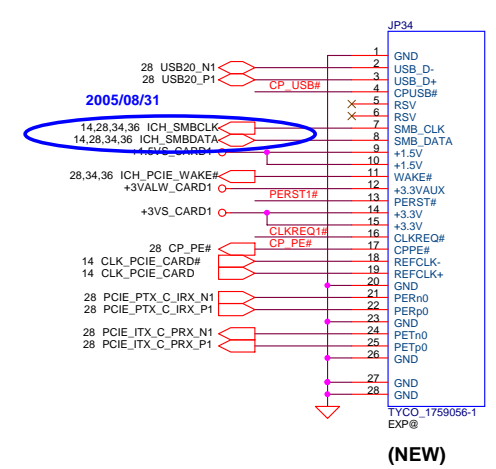 JP34
1 GND
28 USB20_N1 2 USB_D-
28 USB20_P1 3 USB_D+
CP_USB# 4 CPUSB#
5 RSV
2005/08/31
6 RSV
14,28,34,36 ICH_SMBCLK 7 SMB_CLK
14,28,34,36 ICH_SMBDATA 8 SMB_DATA
+1.5VS_CARD1 9 +1.5V
10 +1.5V
28,34,36 ICH_PCIE_WAKE# 11 WAKE#
+3VALW_CARD1 12 +3.3VAUX
PERST1# 13 PERST#
+3VS_CARD1 14 +3.3V
15 +3.3V
CLKREQ1# 16 CLKREQ#
28 CP_PE# CP_PE# 17 CPPE#
14 CLK_PCIE_CARD# 18 REFCLK-
14 CLK_PCIE_CARD 19 REFCLK+
20 GND
28 PCIE_PTX_C_IRX_N1 21 PERn0
28 PCIE_PTX_C_IRX_P1 22 PERp0
23 GND
28 PCIE_ITX_C_PRX_N1 24 PETn0
28 PCIE_ITX_C_PRX_P1 25 PETp0
26 GND
27 GND
28 GND
TYCO_1759056-1
EXP@
(NEW)